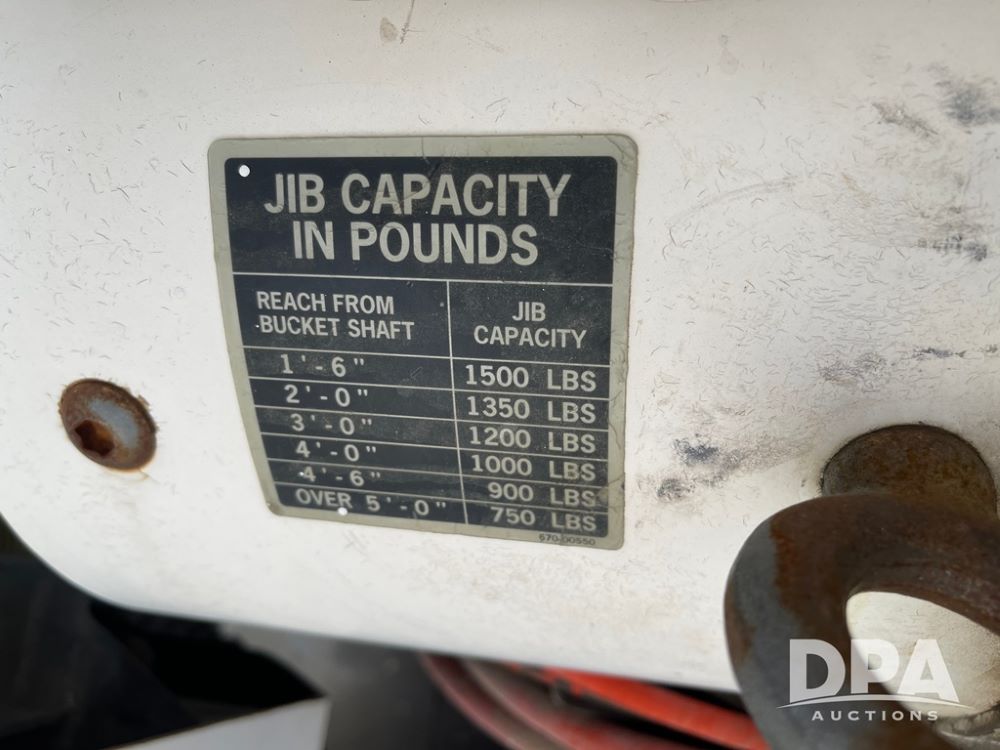 JIB CAPACITY
IN POUNDS
REACH FROM
BUCKET SHAFT
JIB
CAPACITY
1'-6" 1500 LBS
2'-0" 1350 LBS
3'-0" 1200 LBS
4'-0" 1000 LBS
4'-6" 900 LBS
OVER 5'-0" 750 LBS
670-00550
DPA
AUCTIONS